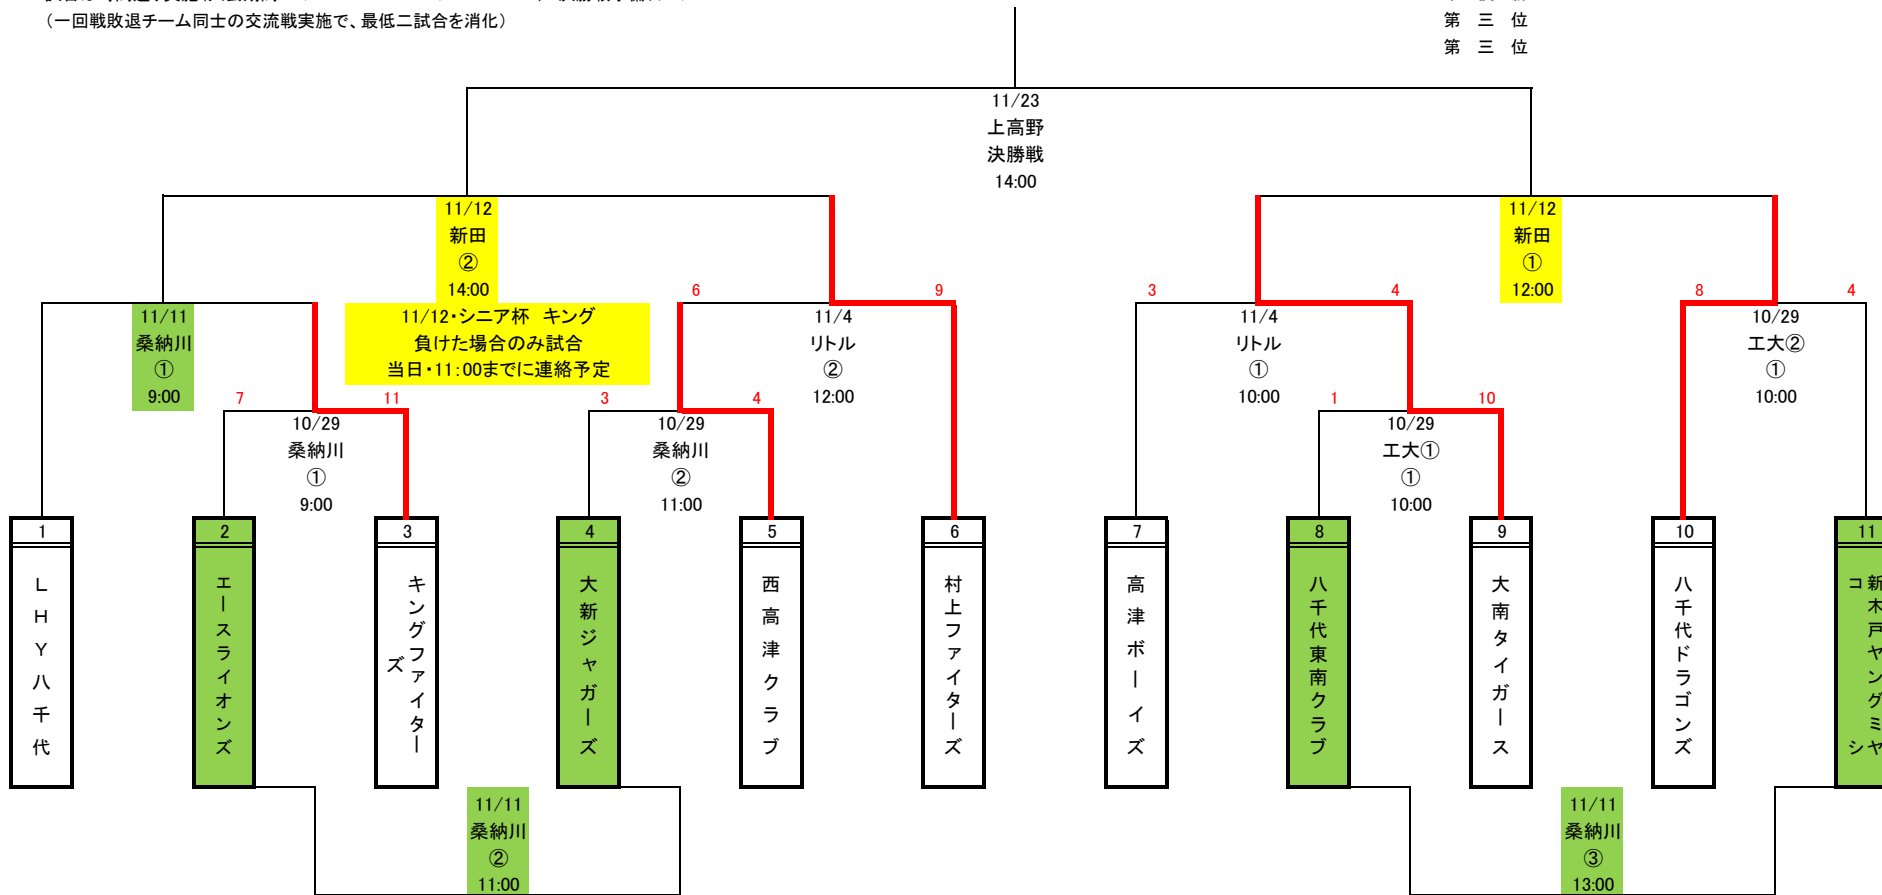 (一回戦敗退チーム同士の交流戦実施で、最低二試合を消化)
第 三 位
第 三 位
11/23
上高野
決勝戦
14:00
11/12
新田
②
14:00
11/12
新田
①
12:00
11/11
桑納川
①
9:00
11/12・シニア杯 キング
負けた場合のみ試合
当日・11:00までに連絡予定
6
9
11/4
リトル
②
12:00
3
4
11/4
リトル
①
10:00
8
4
10/29
工大②
①
10:00
7
11
10/29
桑納川
①
9:00
3
4
10/29
桑納川
②
11:00
1
10
10/29
工大①
①
10:00
1
LHY八千代
2
エースライオンズ
3
キングファイターズ
4
大新ジャガーズ
5
西高津クラブ
6
村上ファイターズ
7
高津ボーイズ
8
八千代東南クラブ
9
大南タイガース
10
八千代ドラゴンズ
11
新木戸ヤングミヤ
コ
シ
11/11
桑納川
②
11:00
11/11
桑納川
③
13:00